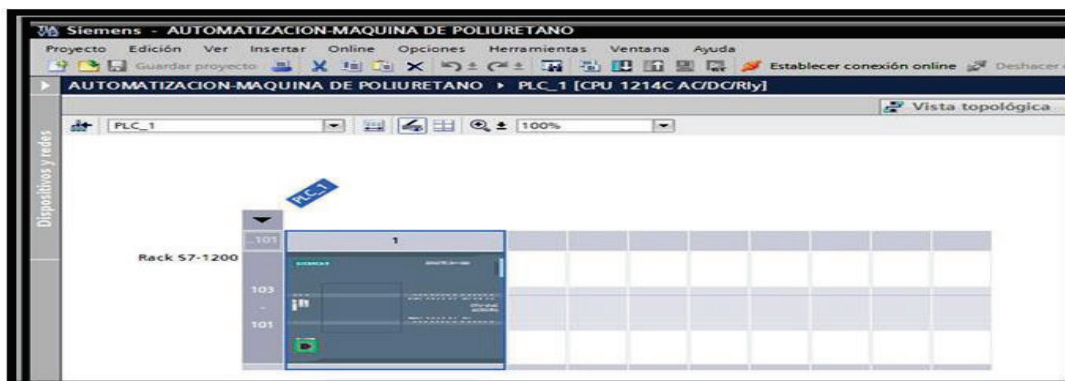 Siemens - AUTOMATIZACION-MAQUINA DE POLIURETANO
Proyecto Edición Ver Insertar Online Opciones Herramientas Ventana Ayuda
Guardar proyecto Establecer conexión online Deshacer
AUTOMATIZACION-MAQUINA DE POLIURETANO ▸ PLC_1 [CPU 1214C AC/DC/Rly]
Vista topológica
PLC_1 100%
Dispositivos y redes
PLC_1
..101 1
Rack S7-1200
SIEMENS
103
-
101